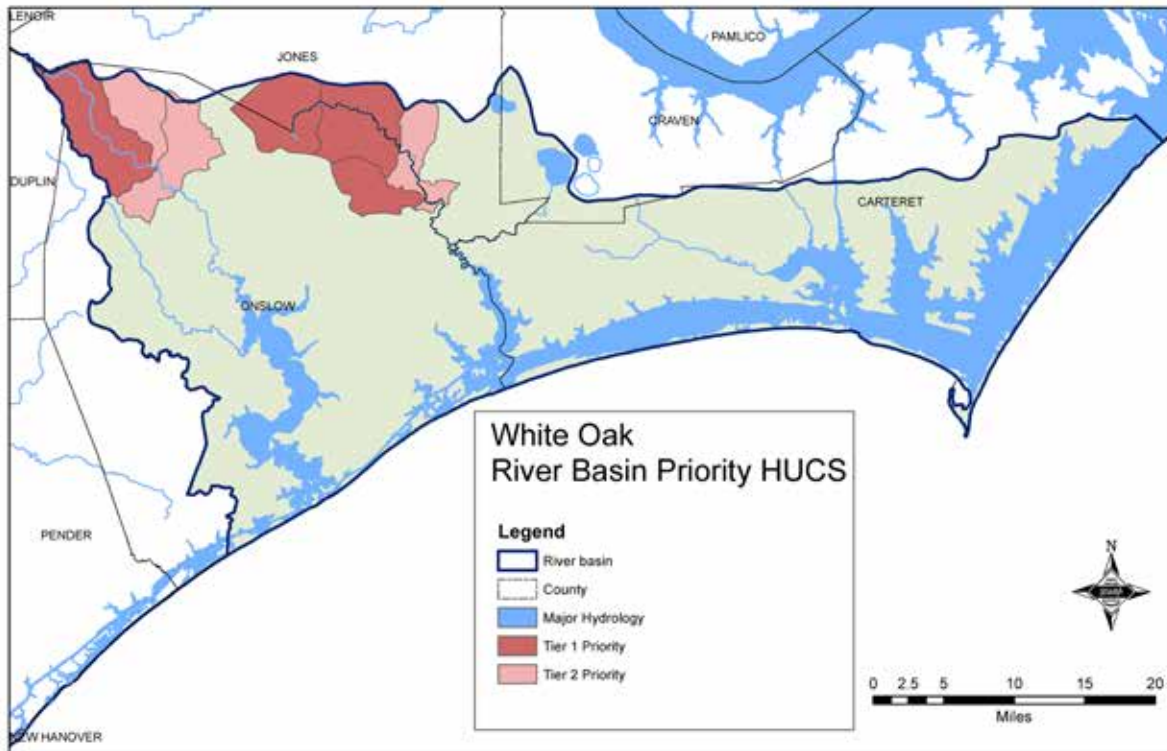 LENOIR
JONES
PAMLICO
CRAVEN
DUPLIN
CARTERET
ONSLOW
PENDER
NEW HANOVER
White Oak
River Basin Priority HUCS
Legend
River basin
County
Major Hydrology
Tier 1 Priority
Tier 2 Priority
N
0 2.5 5 10 15 20
Miles